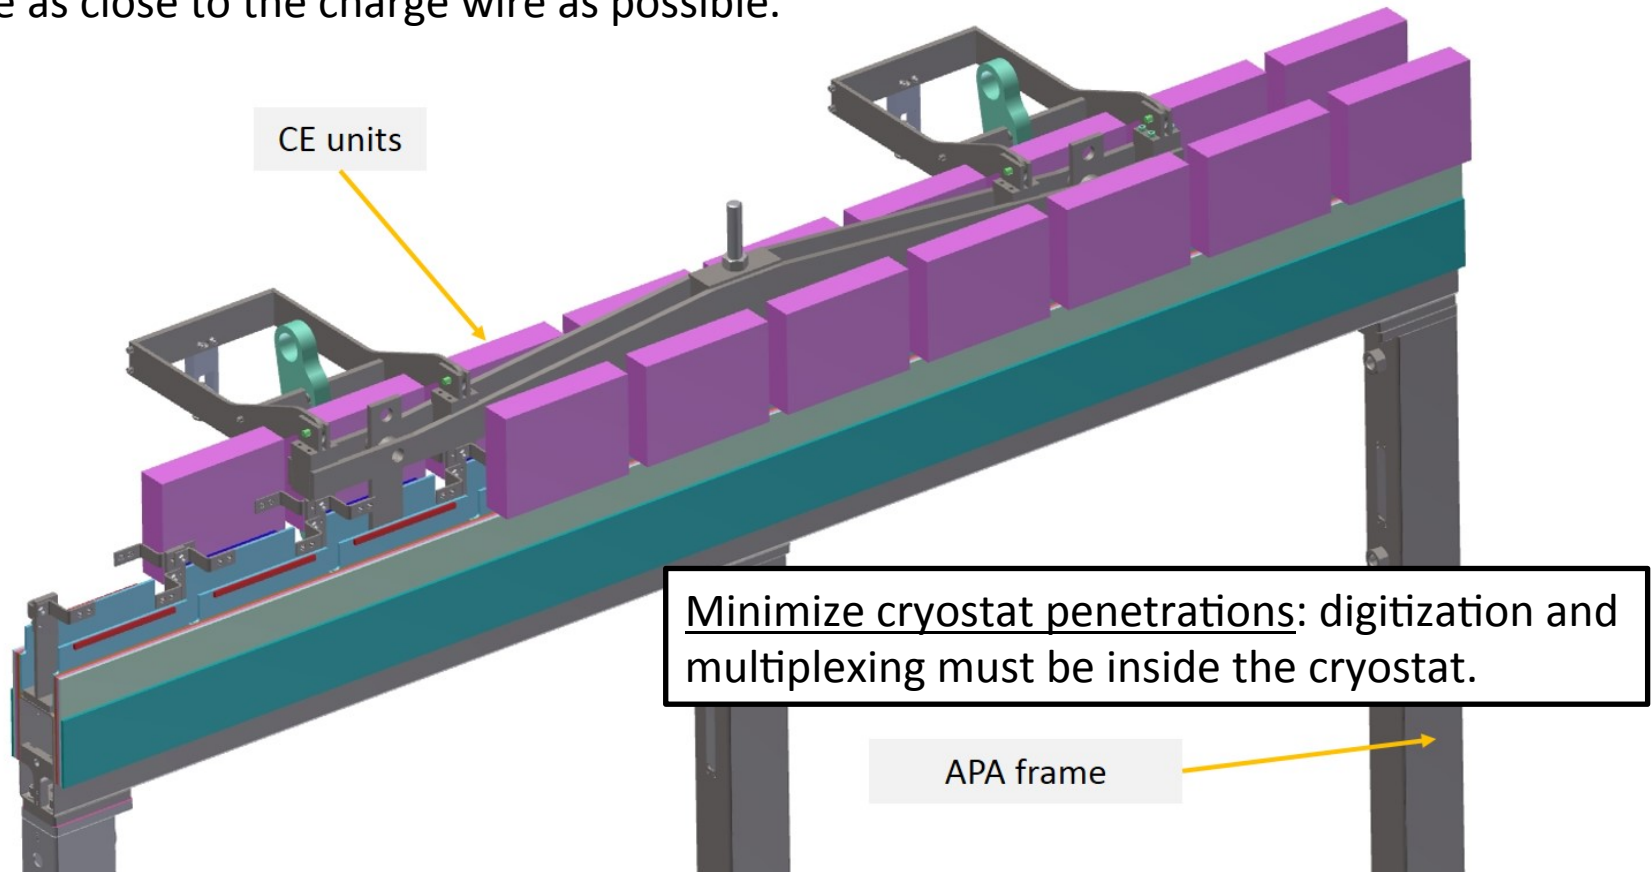 as close to the charge wire as possible.
CE units
Minimize cryostat penetrations: digitization and
multiplexing must be inside the cryostat.
APA frame